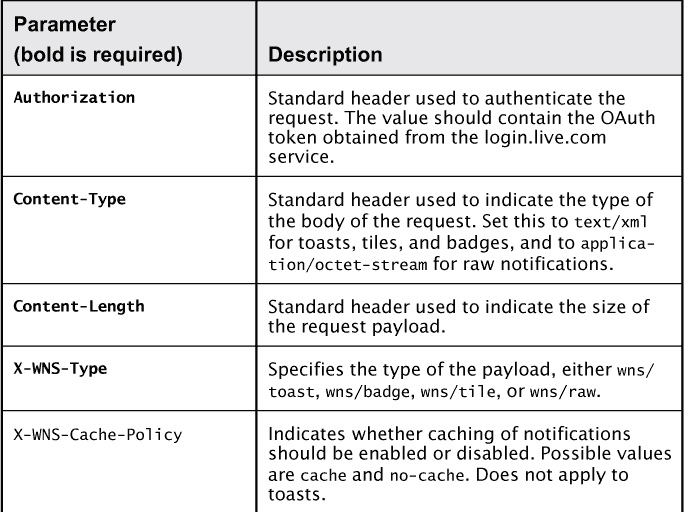 Parameter
(bold is required)
Description
Authorization
Standard header used to authenticate the
request. The value should contain the OAuth
token obtained from the login.live.com
service.
Content-Type
Standard header used to indicate the type of
the body of the request. Set this to text/xml
for toasts, tiles, and badges, and to applica-
tion/octet-stream for raw notifications.
Content-Length
Standard header used to indicate the size of
the request payload.
X-WNS-Type
Specifies the type of the payload, either wns/
toast, wns/badge, wns/tile, or wns/raw.
X-WNS-Cache-Policy
Indicates whether caching of notifications
should be enabled or disabled. Possible values
are cache and no-cache. Does not apply to
toasts.